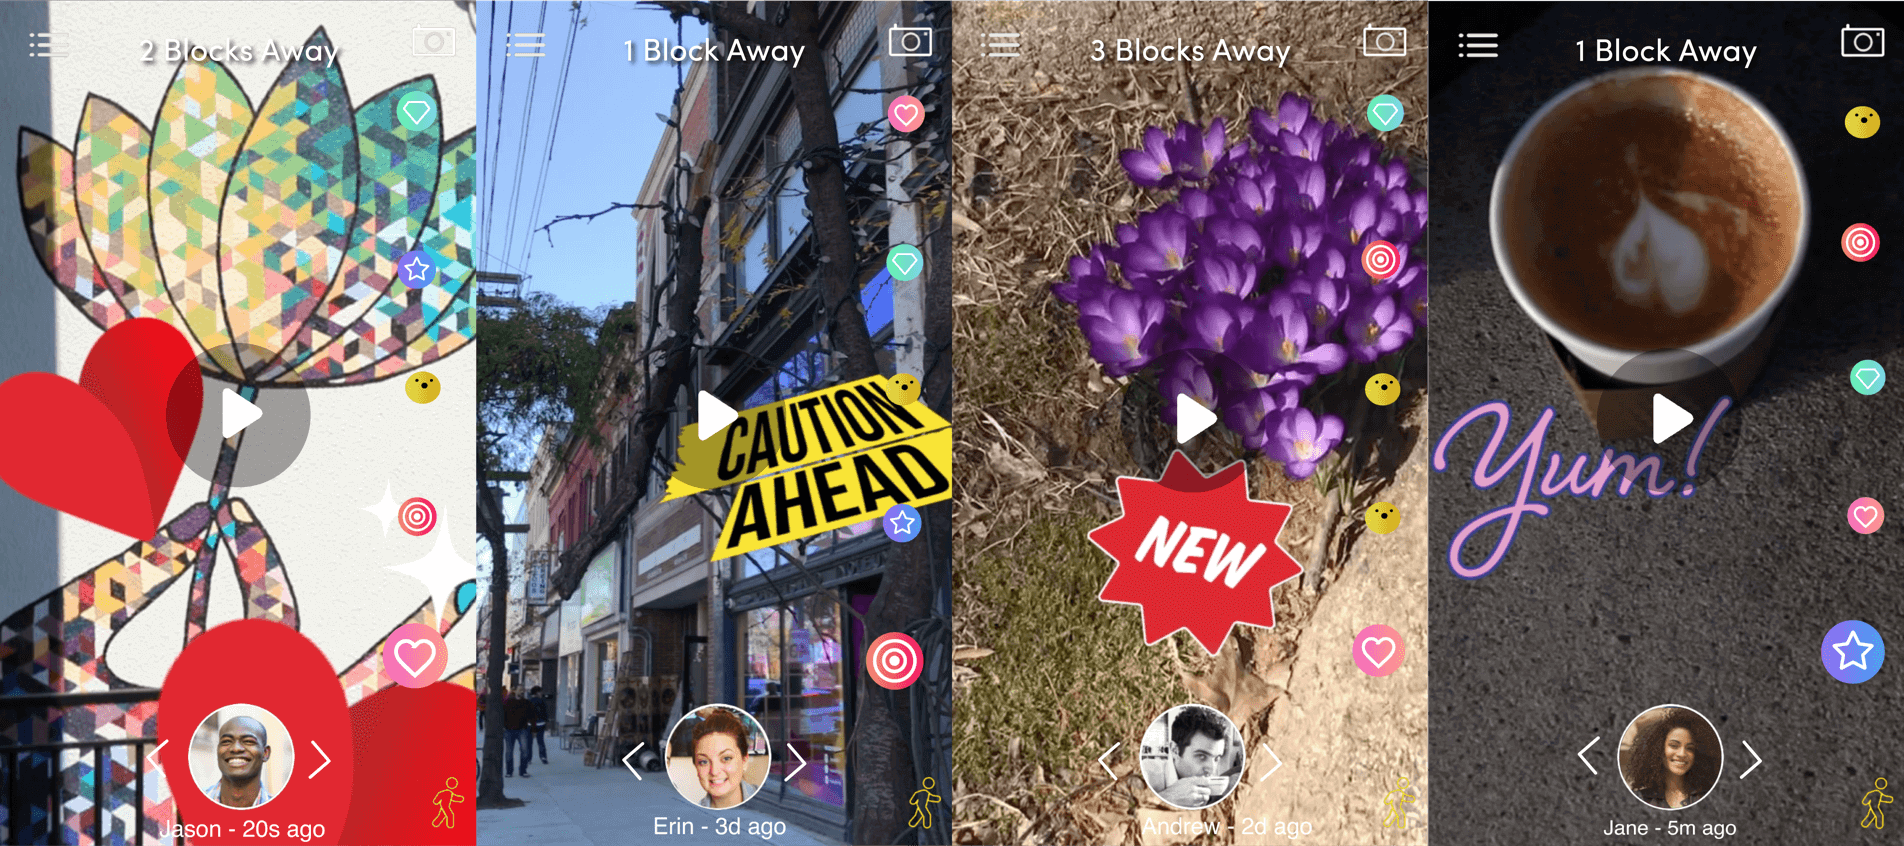 2 Blocks Away
Jason - 20s ago
1 Block Away
CAUTION
AHEAD
Erin - 3d ago
3 Blocks Away
NEW
Andrew - 2d ago
1 Block Away
Yum!
Jane - 5m ago